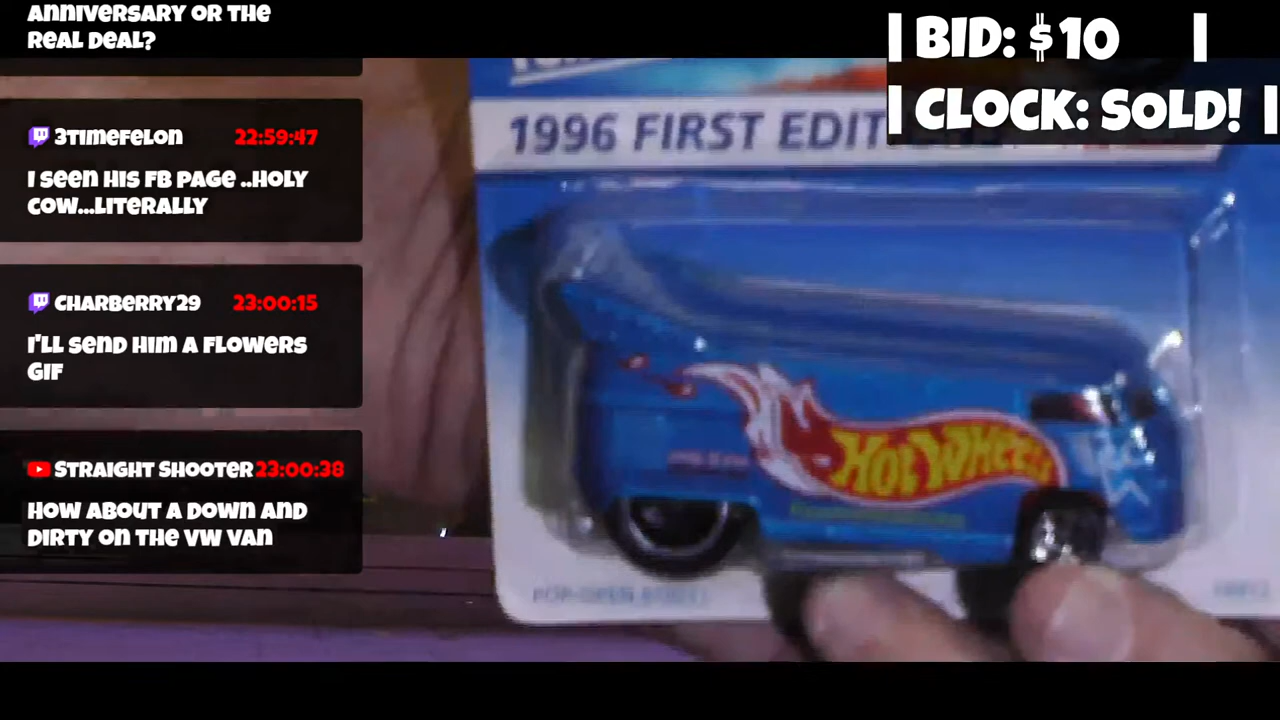 ANNIVERSARY OR THE
REAL DEAL?
3TIMEFELON 22:59:47
I SEEN HIS FB PAGE ..HOLY
COW...LITERALLY
CHARBERRY29 23:00:15
I'LL SEND HIM A FLOWERS
GIF
STRAIGHT SHOOTER 23:00:38
HOW ABOUT A DOWN AND
DIRTY ON THE VW VAN
| BID: $10 |
| CLOCK: SOLD! |
1996 FIRST
HOT WHEELS